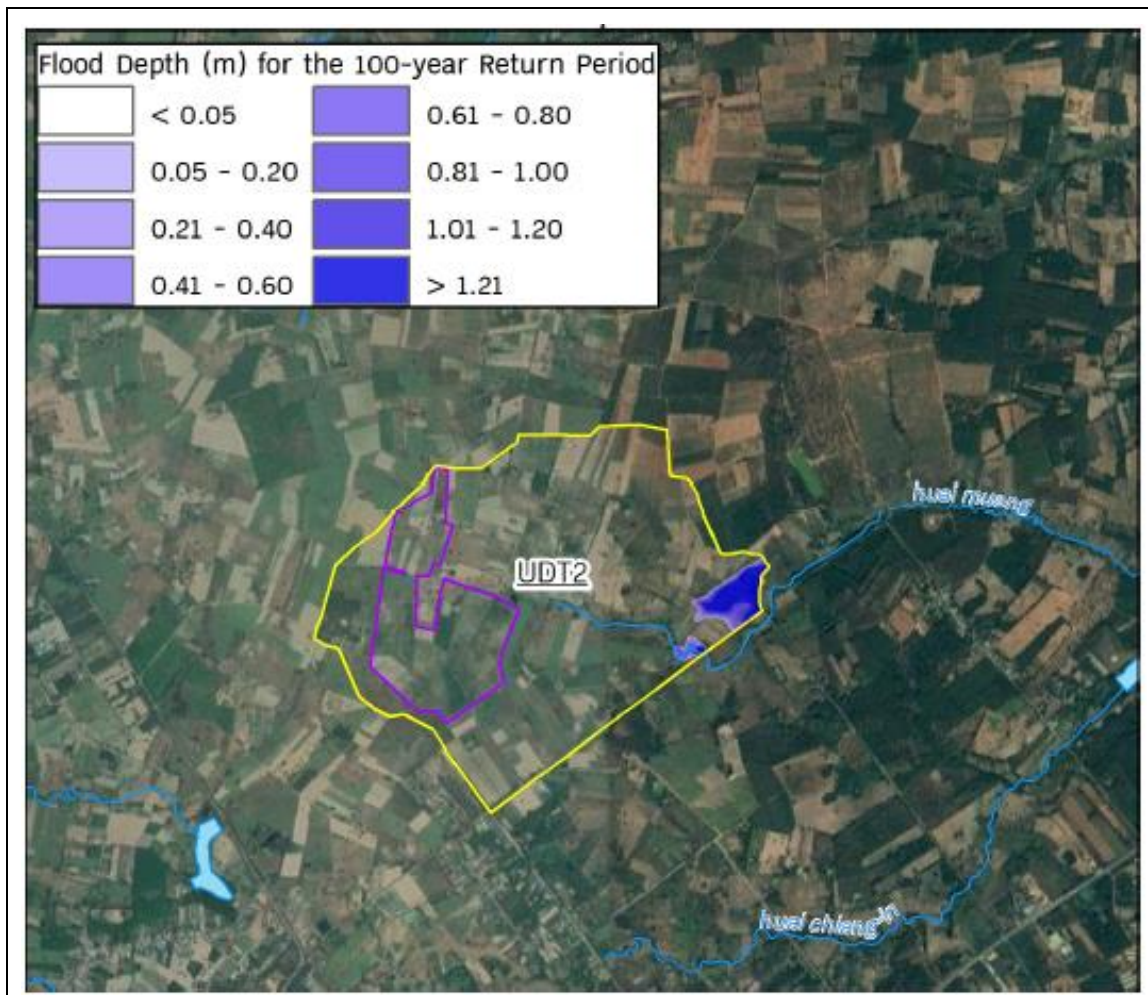 Flood Depth (m) for the 100-year Return Period
< 0.05
0.05 - 0.20
0.21 - 0.40
0.41 - 0.60
0.61 - 0.80
0.81 - 1.00
1.01 - 1.20
> 1.21
huai muang
UDT2
huai chiang in